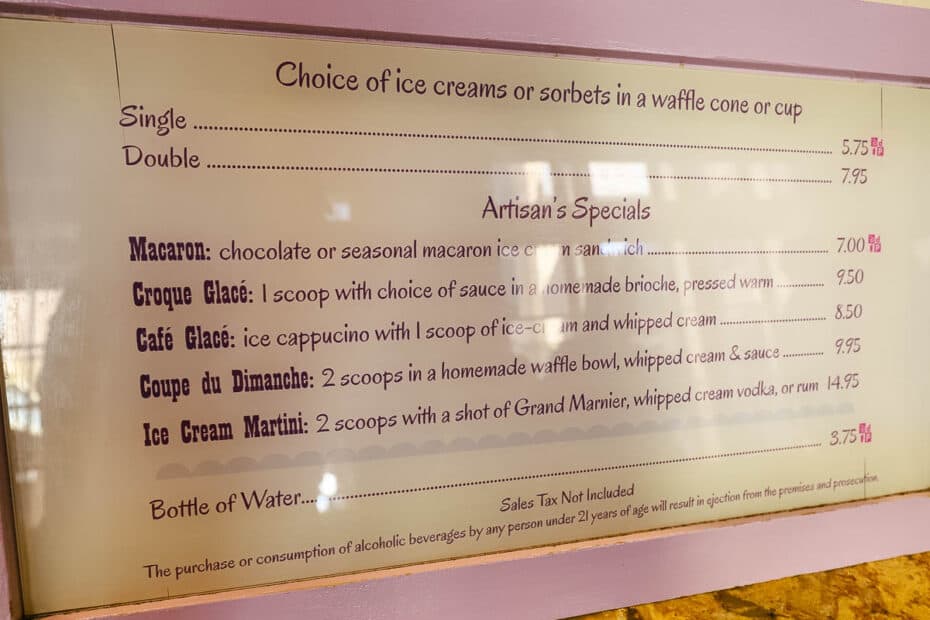 Choice of ice creams or sorbets in a waffle cone or cup
Single ........ 5.75
Double ........ 7.95
Artisan's Specials
Macaron: chocolate or seasonal macaron ice cream sandwich ........ 7.00
Croque Glacé: 1 scoop with choice of sauce in a homemade brioche, pressed warm ........ 9.50
Café Glacé: ice cappucino with 1 scoop of ice-cream and whipped cream ........ 8.50
Coupe du Dimanche: 2 scoops in a homemade waffle bowl, whipped cream & sauce ........ 9.95
Ice Cream Martini: 2 scoops with a shot of Grand Marnier, whipped cream vodka, or rum 14.95
Bottle of Water ........ 3.75
Sales Tax Not Included
The purchase or consumption of alcoholic beverages by any person under 21 years of age will result in ejection from the premises and prosecution.